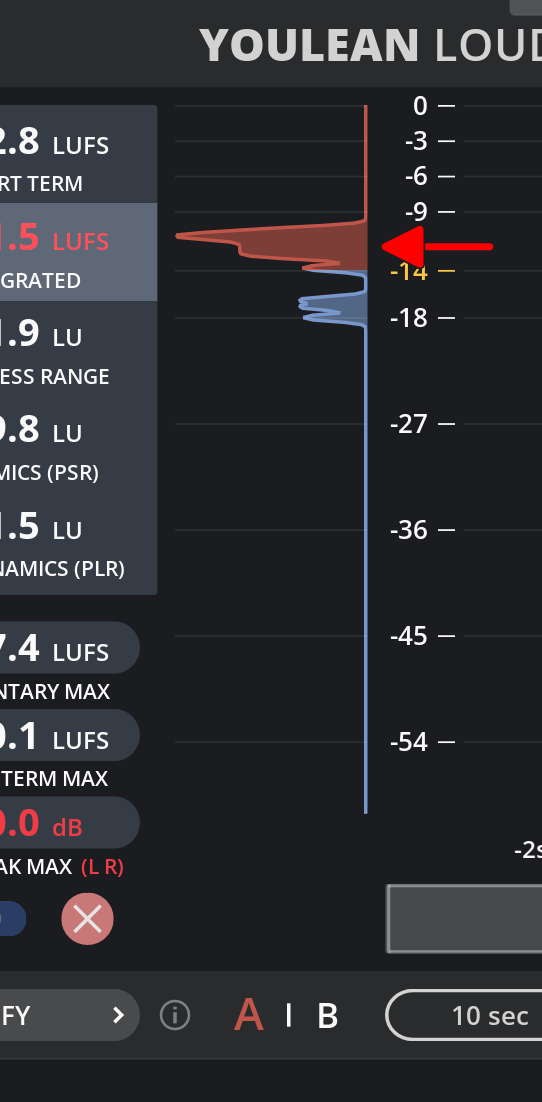 YOULEAN LOUD
0
-3
-6
-9
-14
-18
-27
-36
-45
-54
-2s
2.8 LUFS
RT TERM
1.5 LUFS
GRATED
1.9 LU
ESS RANGE
9.8 LU
MICS (PSR)
1.5 LU
NAMICS (PLR)
7.4 LUFS
NTARY MAX
0.1 LUFS
TERM MAX
0.0 dB
AK MAX (L R)
FY
A | B
10 sec